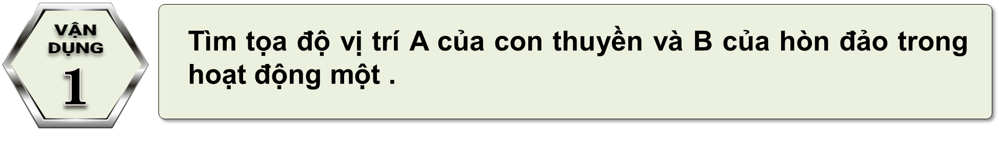 VẬN
DỤNG
1
Tìm tọa độ vị trí A của con thuyền và B của hòn đảo trong
hoạt động một .